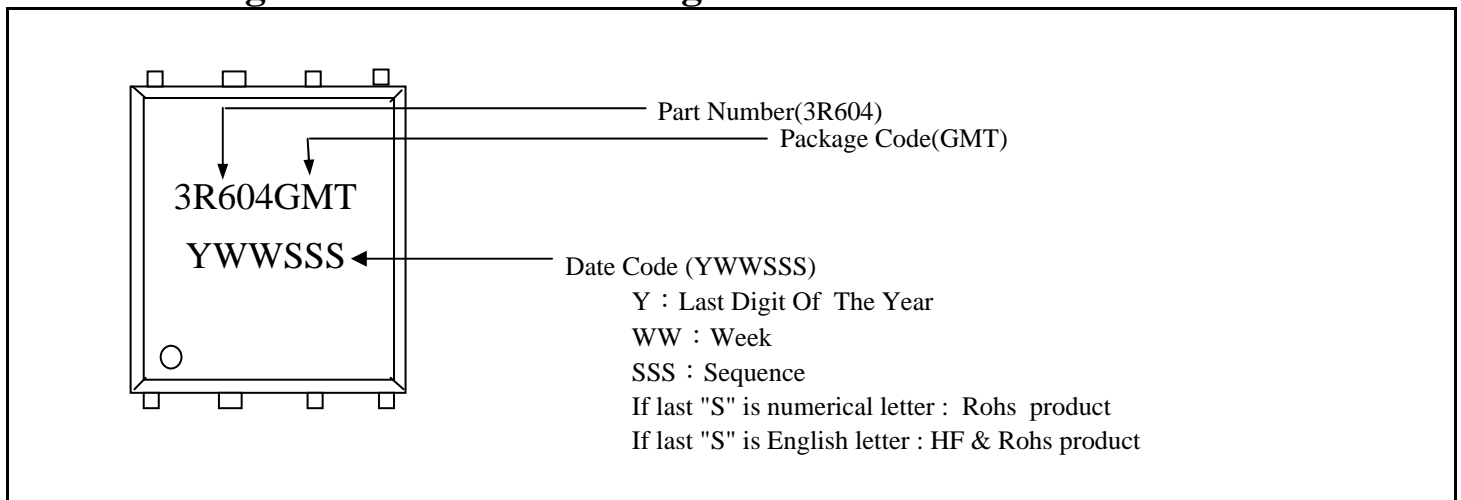 Part Number(3R604)
Package Code(GMT)
3R604GMT
YWWSSS
Date Code (YWWSSS)
Y：Last Digit Of The Year
WW：Week
SSS：Sequence
If last "S" is numerical letter : Rohs product
If last "S" is English letter : HF & Rohs product